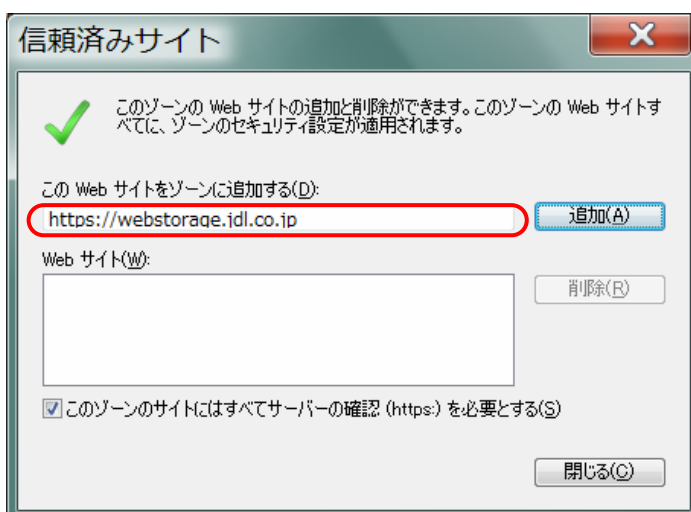 信頼済みサイト
このゾーンの Web サイトの追加と削除ができます。このゾーンの Web サイトす
べてに、ゾーンのセキュリティ設定が適用されます。
この Web サイトをゾーンに追加する(D):
https://webstorage.jdl.co.jp
追加(A)
Web サイト(W):
削除(R)
このゾーンのサイトにはすべてサーバーの確認 (https:) を必要とする(S)
閉じる(C)